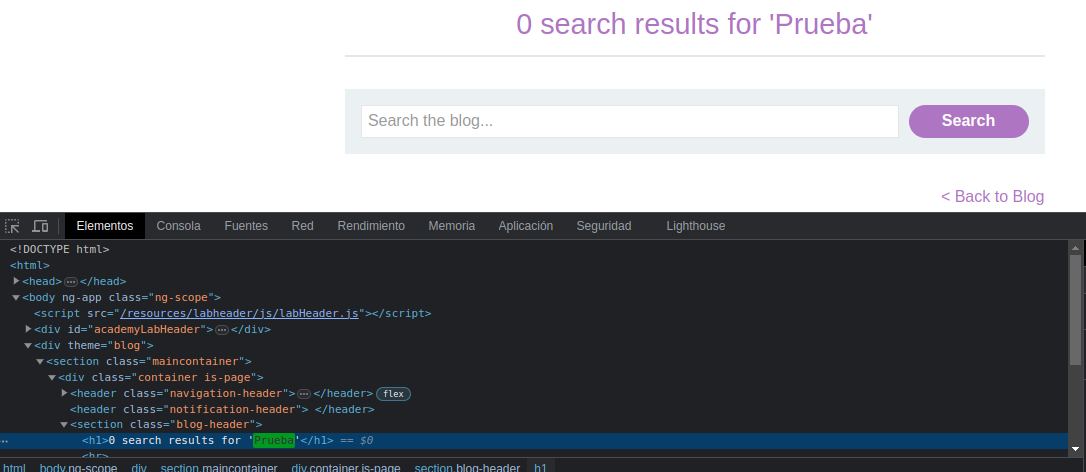 0 search results for 'Prueba'
Search the blog...
Search
< Back to Blog
Elementos Consola Fuentes Red Rendimiento Memoria Aplicación Seguridad Lighthouse
<!DOCTYPE html>
<html>
<head>…</head>
<body ng-app class="ng-scope">
<script src="/resources/labheader/js/labHeader.js"></script>
<div id="academyLabHeader">…</div>
<div theme="blog">
<section class="maincontainer">
<div class="container is-page">
<header class="navigation-header">…</header> flex
<header class="notification-header"> </header>
<section class="blog-header">
…<h1>0 search results for 'Prueba'</h1> == $0
<hr>
html body.ng-scope div section.maincontainer div.container.is-page section.blog-header h1